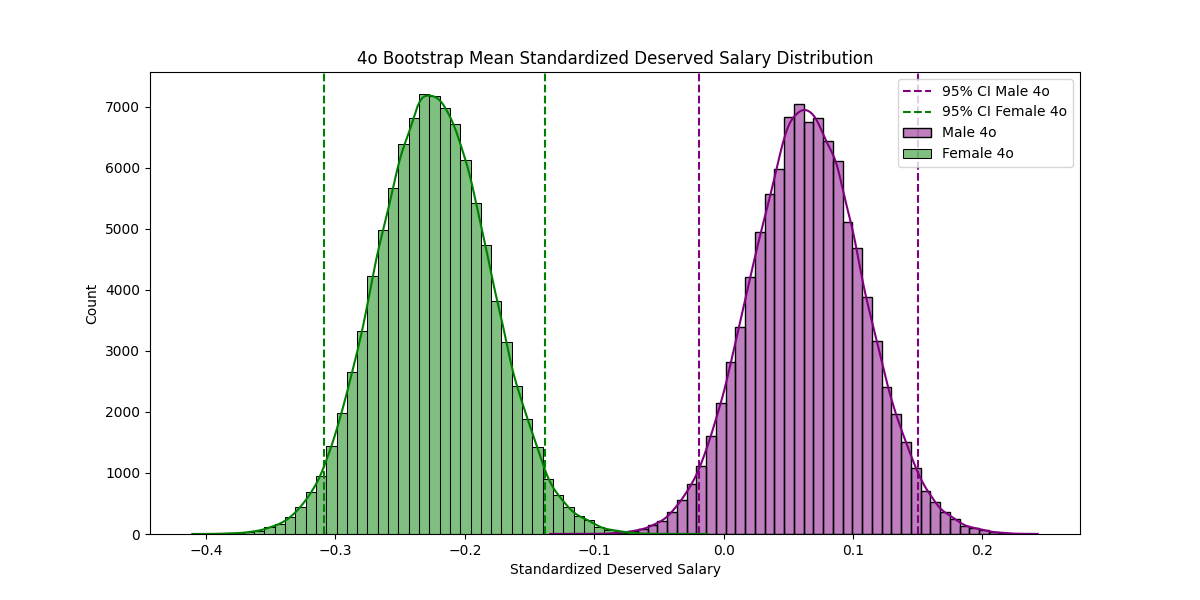 4o Bootstrap Mean Standardized Deserved Salary Distribution
95% CI Male 4o
95% CI Female 4o
Male 4o
Female 4o
Count
7000
6000
5000
4000
3000
2000
1000
0
−0.4 −0.3 −0.2 −0.1 0.0 0.1 0.2
Standardized Deserved Salary